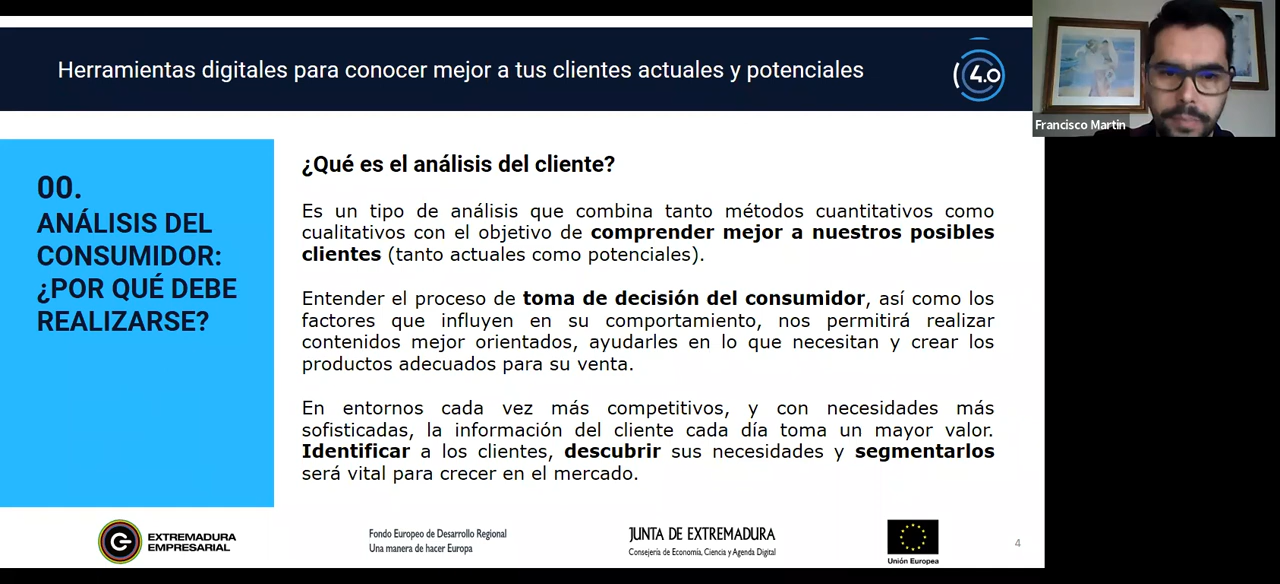 Herramientas digitales para conocer mejor a tus clientes actuales y potenciales
4.0
Francisco Martin
00.
ANÁLISIS DEL
CONSUMIDOR:
¿POR QUÉ DEBE
REALIZARSE?
¿Qué es el análisis del cliente?
Es un tipo de análisis que combina tanto métodos cuantitativos como
cualitativos con el objetivo de comprender mejor a nuestros posibles
clientes (tanto actuales como potenciales).
Entender el proceso de toma de decisión del consumidor, así como los
factores que influyen en su comportamiento, nos permitirá realizar
contenidos mejor orientados, ayudarles en lo que necesitan y crear los
productos adecuados para su venta.
En entornos cada vez más competitivos, y con necesidades más
sofisticadas, la información del cliente cada día toma un mayor valor.
Identificar a los clientes, descubrir sus necesidades y segmentarlos
será vital para crecer en el mercado.
EXTREMADURA
EMPRESARIAL
Fondo Europeo de Desarrollo Regional
Una manera de hacer Europa
JUNTA DE EXTREMADURA
Consejería de Economía, Ciencia y Agenda Digital
Unión Europea
4